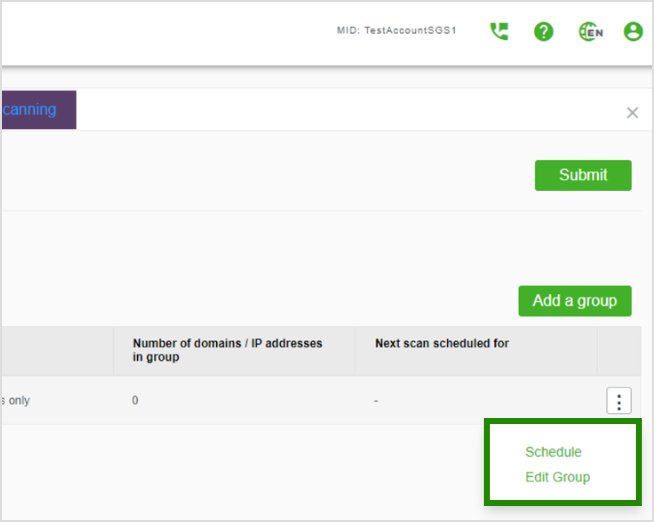 MID: TestAccountSGS1
EN
canning
Submit
Add a group
Number of domains / IP addresses
in group
Next scan scheduled for
s only
0
-
Schedule
Edit Group